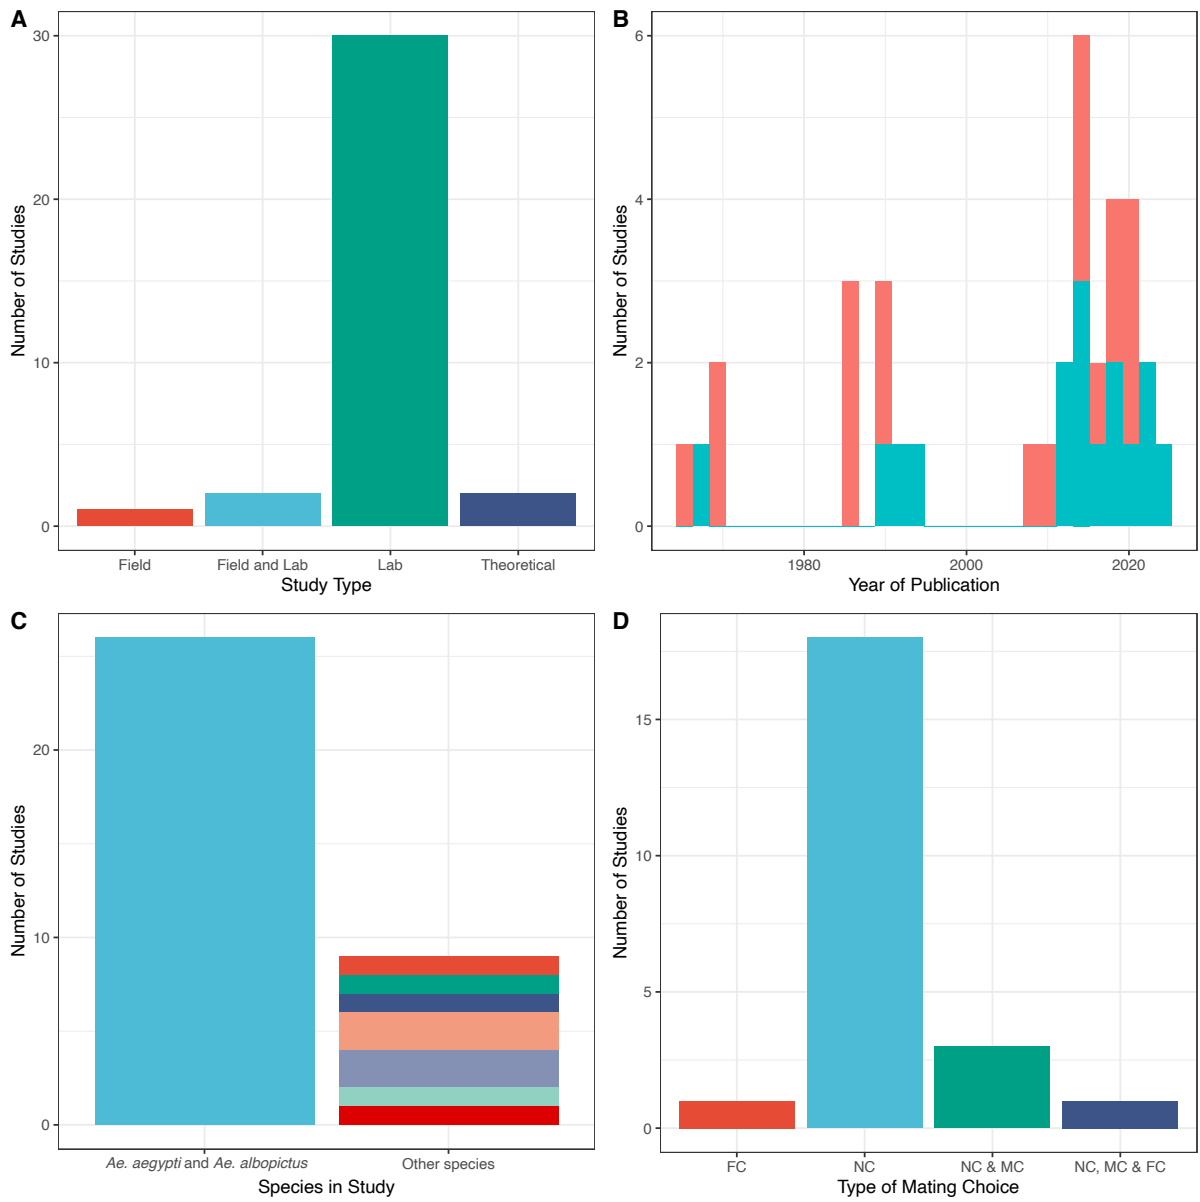 A
Number of Studies
30
20
10
0
Field
Field and Lab
Lab
Theoretical
Study Type
B
Number of Studies
6
4
2
0
1980
2000
2020
Year of Publication
C
Number of Studies
20
10
0
Ae. aegypti and Ae. albopictus
Other species
Species in Study
D
Number of Studies
15
10
5
0
FC
NC
NC & MC
NC, MC & FC
Type of Mating Choice